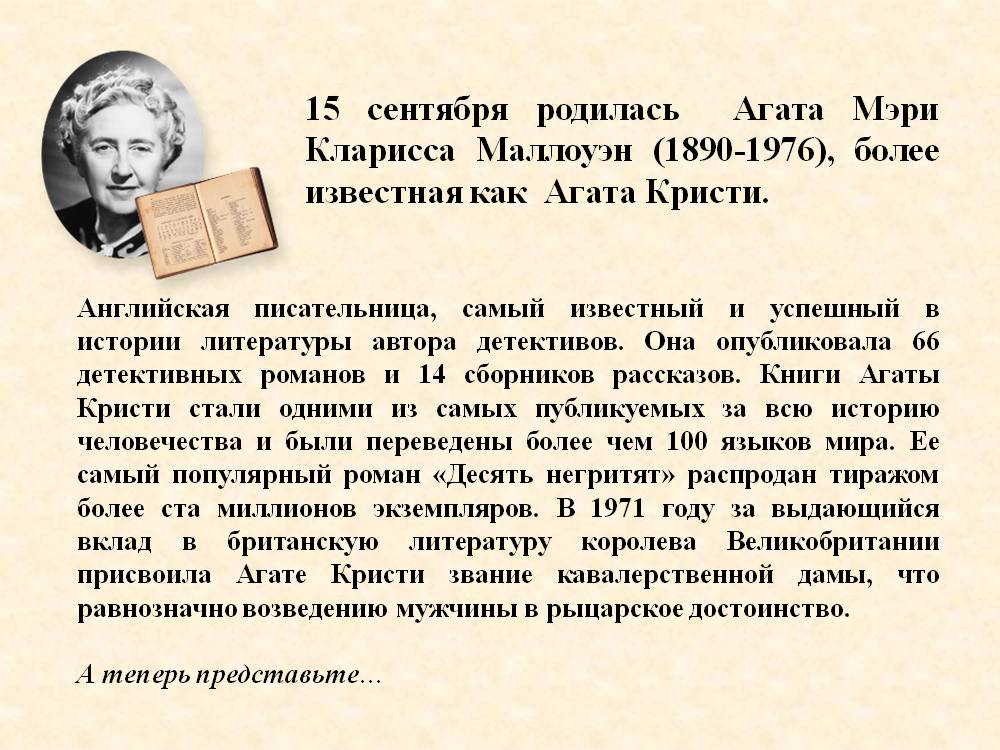 15 сентября родилась Агата Мэри
Кларисса Маллоуэн (1890-1976), более
известная как Агата Кристи.
Английская писательница, самый известный и успешный в
истории литературы автора детективов. Она опубликовала 66
детективных романов и 14 сборников рассказов. Книги Агаты
Кристи стали одними из самых публикуемых за всю историю
человечества и были переведены более чем 100 языков мира. Ее
самый популярный роман «Десять негритят» распродан тиражом
более ста миллионов экземпляров. В 1971 году за выдающийся
вклад в британскую литературу королева Великобритании
присвоила Агате Кристи звание кавалерственной дамы, что
равнозначно возведению мужчины в рыцарское достоинство.
А теперь представьте…